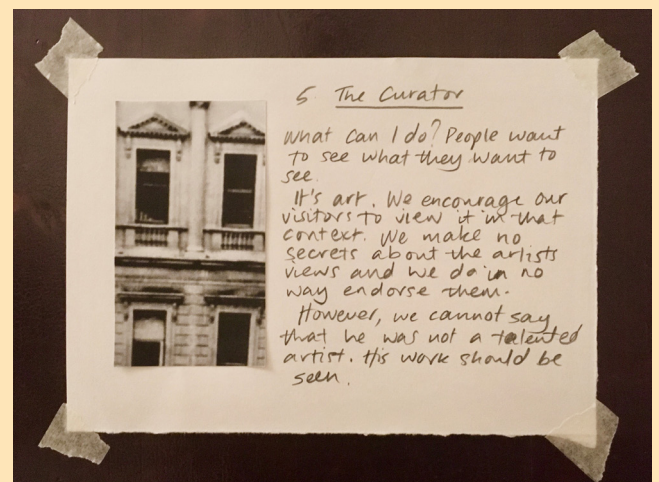 5 The Curator
What can I do? People want
to see what they want to
see.
It's art. We encourage our
visitors to view it in that
context. We make no
secrets about the artists
views and we do in no
way endorse them.
However, we cannot say
that he was not a talented
artist. His work should be
seen.